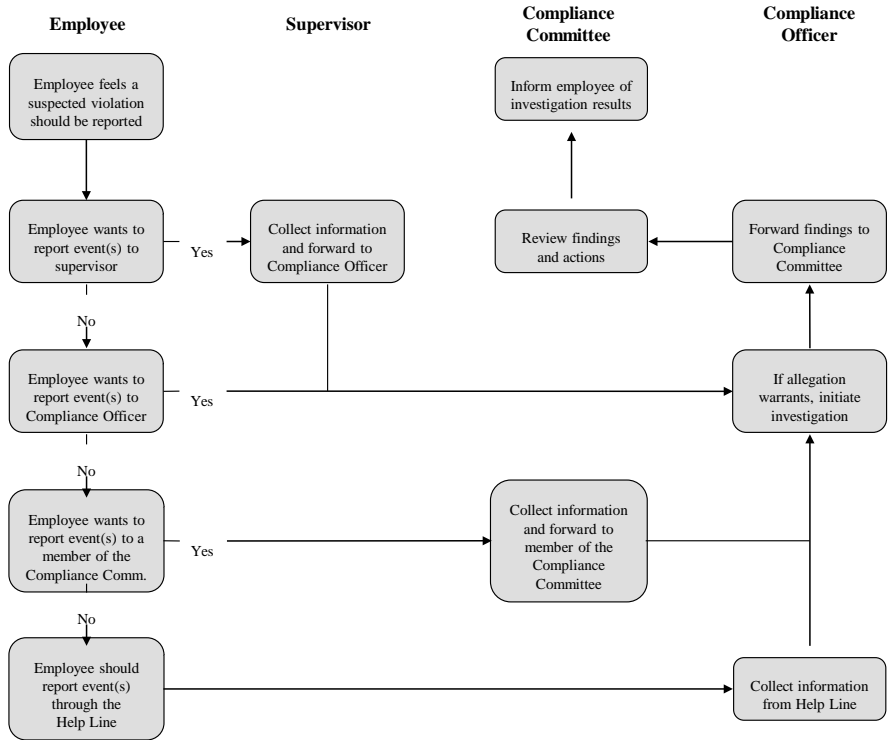 Employee
Supervisor
Compliance
Committee
Compliance
Officer
Employee feels a
suspected violation
should be reported
Inform employee of
investigation results
Employee wants to
report event(s) to
supervisor
Yes
Collect information
and forward to
Compliance Officer
Review findings
and actions
Forward findings to
Compliance
Committee
No
Employee wants to
report event(s) to
Compliance Officer
Yes
If allegation
warrants, initiate
investigation
No
Employee wants to
report event(s) to a
member of the
Compliance Comm.
Yes
Collect information
and forward to
member of the
Compliance
Committee
No
Employee should
report event(s)
through the
Help Line
Collect information
from Help Line